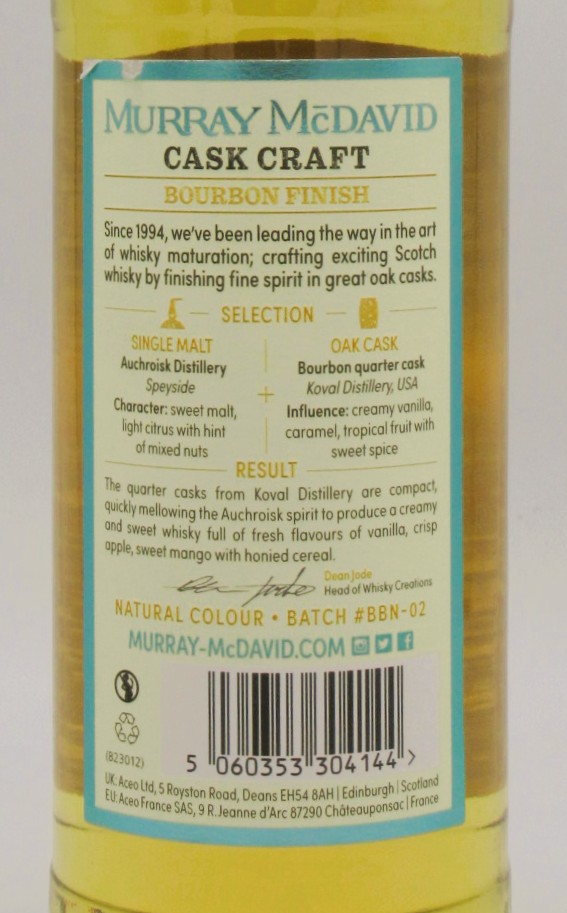 MURRAY McDAVID
CASK CRAFT
BOURBON FINISH
Since 1994, we've been leading the way in the art
of whisky maturation; crafting exciting Scotch
whisky by finishing fine spirit in great oak casks.
SELECTION
SINGLE MALT
Auchroisk Distillery
Speyside
Character: sweet malt,
light citrus with hint
of mixed nuts
+
OAK CASK
Bourbon quarter cask
Koval Distillery, USA
Influence: creamy vanilla,
caramel, tropical fruit with
sweet spice
RESULT
The quarter casks from Koval Distillery are compact,
quickly mellowing the Auchroisk spirit to produce a creamy
and sweet whisky full of fresh flavours of vanilla, crisp
apple, sweet mango with honied cereal.
Dean Jode
Head of Whisky Creations
NATURAL COLOUR • BATCH #BBN-02
MURRAY-McDAVID.COM
(B23012)
5 060353 304144 >
UK: Aceo Ltd, 5 Royston Road, Deans EH54 8AH | Edinburgh | Scotland
EU: Aceo France SAS, 9 R.Jeanne d'Arc 87290 Châteauponsac | France